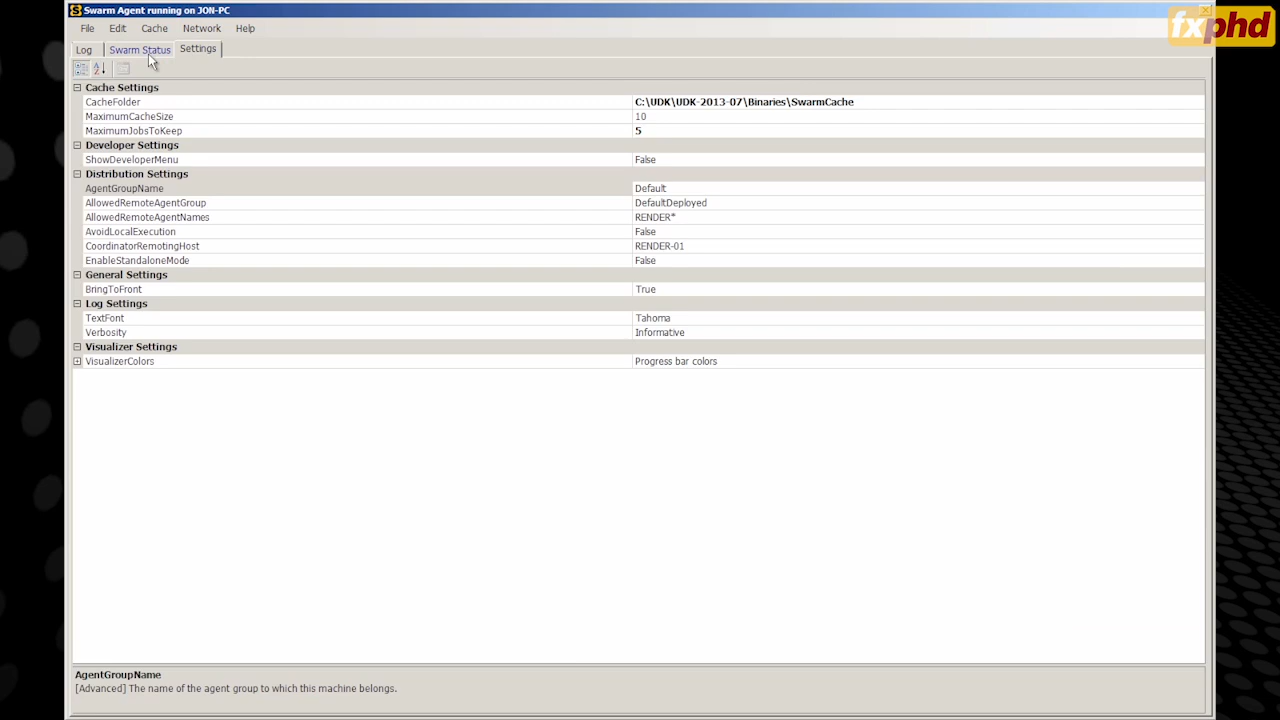 Swarm Agent running on JON-PC
fxphd
File Edit Cache Network Help
Log Swarm Status Settings
Cache Settings
CacheFolder C:\UDK\UDK-2013-07\Binaries\SwarmCache
MaximumCacheSize 10
MaximumJobsToKeep 5
Developer Settings
ShowDeveloperMenu False
Distribution Settings
AgentGroupName Default
AllowedRemoteAgentGroup DefaultDeployed
AllowedRemoteAgentNames RENDER*
AvoidLocalExecution False
CoordinatorRemotingHost RENDER-01
EnableStandaloneMode False
General Settings
BringToFront True
Log Settings
TextFont Tahoma
Verbosity Informative
Visualizer Settings
VisualizerColors Progress bar colors
AgentGroupName
[Advanced] The name of the agent group to which this machine belongs.